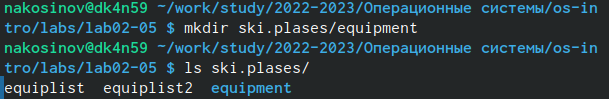 nakosinov@dk4n59 ~/work/study/2022-2023/Операционные системы/os-in
tro/labs/lab02-05 $ mkdir ski.plases/equipment
nakosinov@dk4n59 ~/work/study/2022-2023/Операционные системы/os-in
tro/labs/lab02-05 $ ls ski.plases/
equiplist  equiplist2  equipment